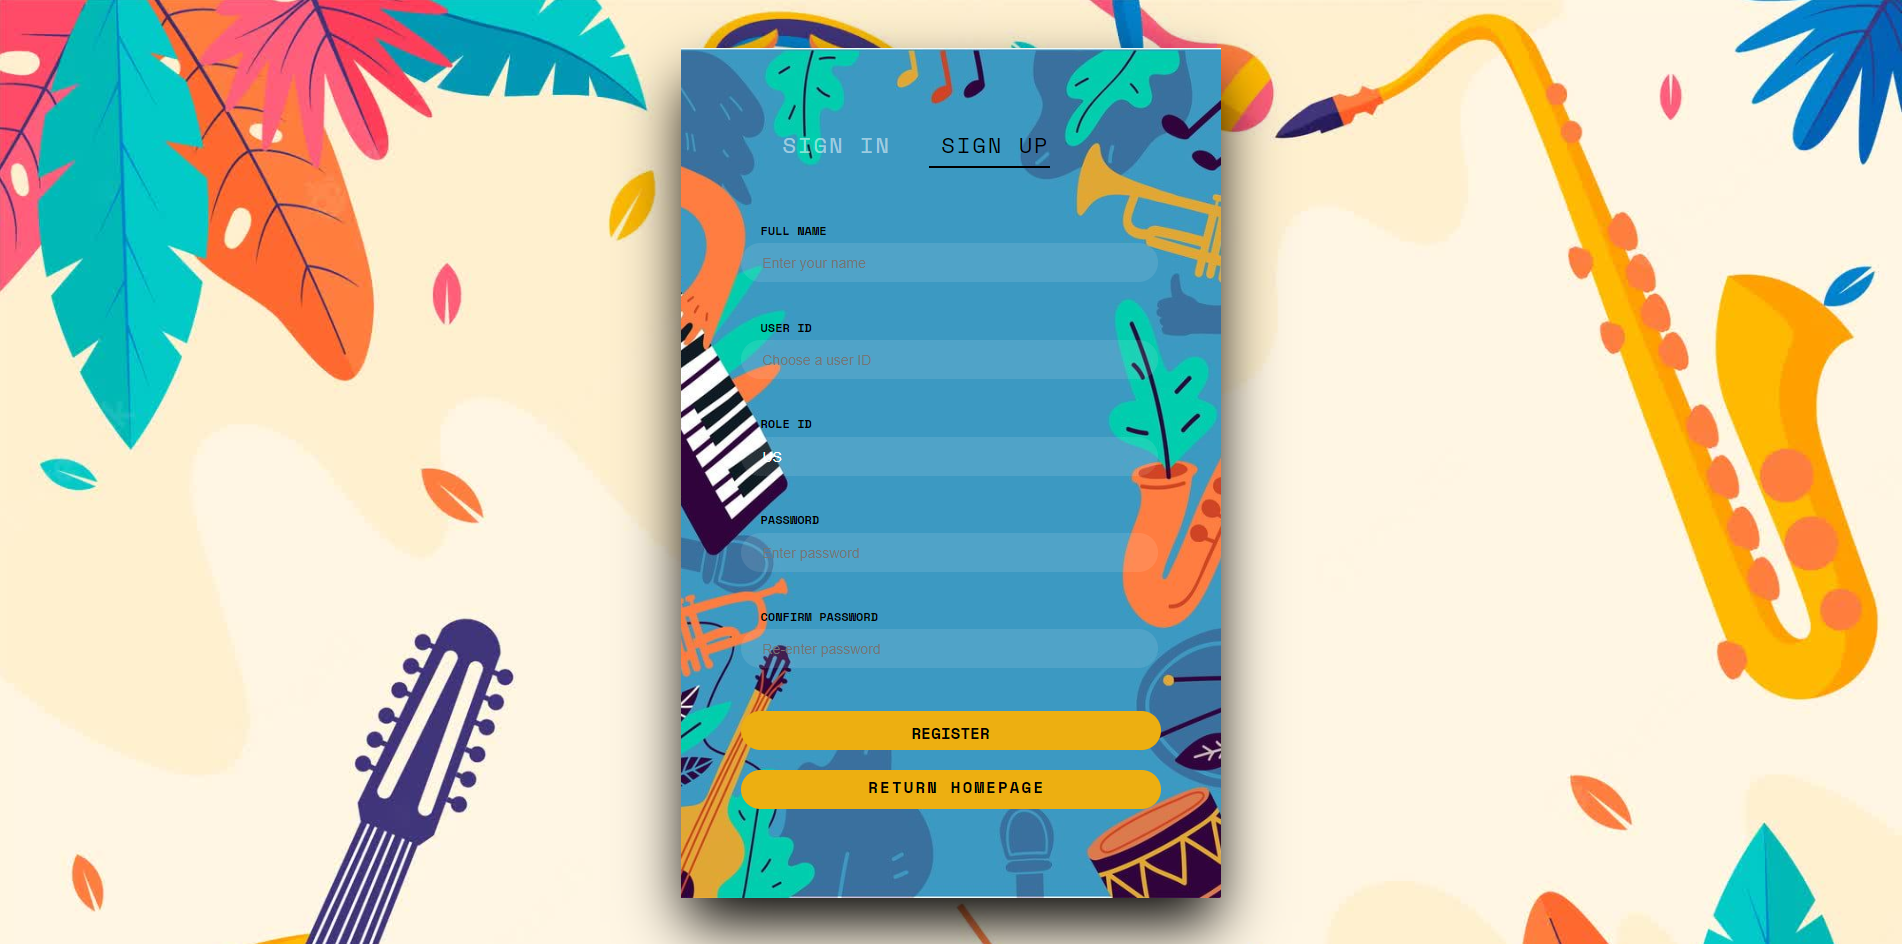 SIGN IN SIGN UP
FULL NAME
Enter your name
USER ID
Choose a user ID
ROLE ID
US
PASSWORD
Enter password
CONFIRM PASSWORD
Re-enter password
REGISTER
RETURN HOMEPAGE